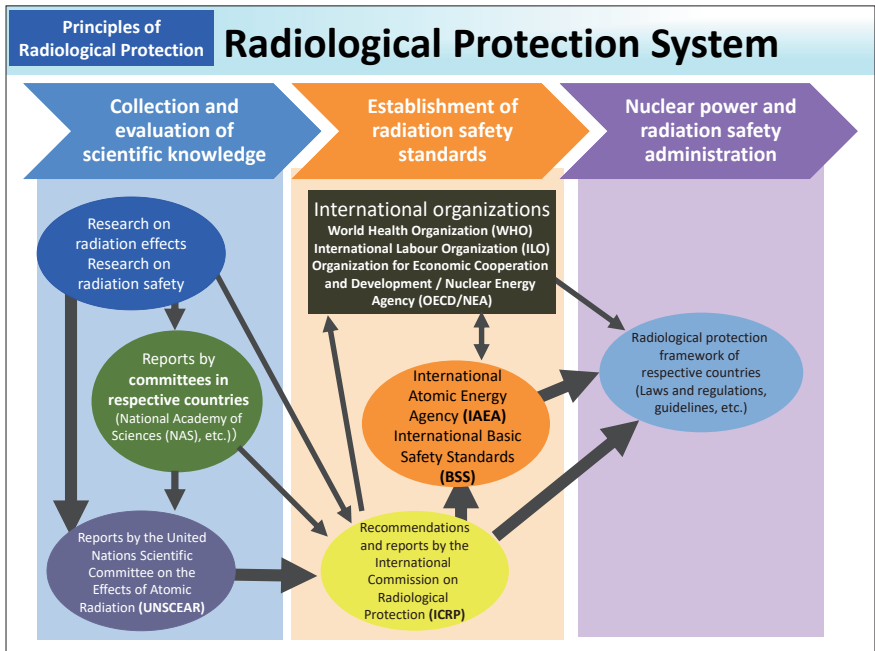 Principles of
Radiological Protection
Radiological Protection System
Collection and
evaluation of
scientific knowledge
Establishment of
radiation safety
standards
Nuclear power and
radiation safety
administration
Research on
radiation effects
Research on
radiation safety
Reports by
committees in
respective countries
(National Academy of
Sciences (NAS), etc.)）
Reports by the United
Nations Scientific
Committee on the
Effects of Atomic
Radiation (UNSCEAR)
International organizations
World Health Organization (WHO)
International Labour Organization (ILO)
Organization for Economic Cooperation
and Development / Nuclear Energy
Agency (OECD/NEA)
International
Atomic Energy
Agency (IAEA)
International Basic
Safety Standards
(BSS)
Recommendations
and reports by the
International
Commission on
Radiological
Protection (ICRP)
Radiological protection
framework of
respective countries
(Laws and regulations,
guidelines, etc.)